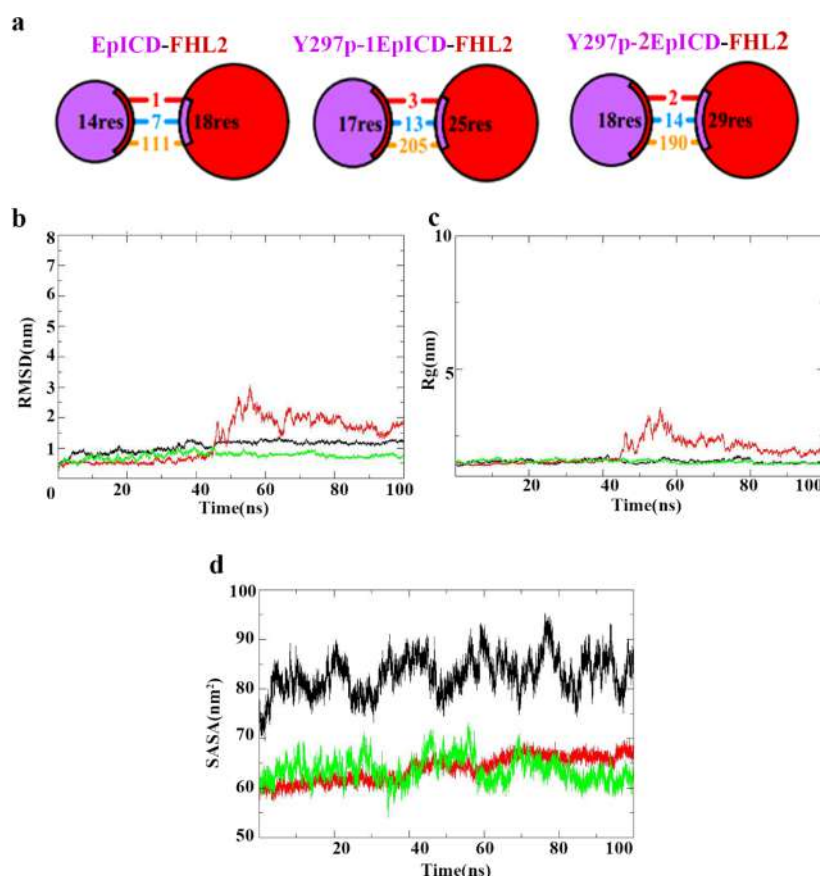 a
EpICD-FHL2 Y297p-1EpICD-FHL2 Y297p-2EpICD-FHL2
1 3 2
14res 7 18res 17res 13 25res 18res 14 29res
111 205 190
b c
8
7
6
5
4
3
2
1
0
RMSD(nm)
20 40 60 80 100
Time(ns)
10
5
Rg(nm)
0 20 40 60 80 100
Time(ns)
d
100
90
80
70
60
50
SASA(nm²)
20 40 60 80 100
Time(ns)